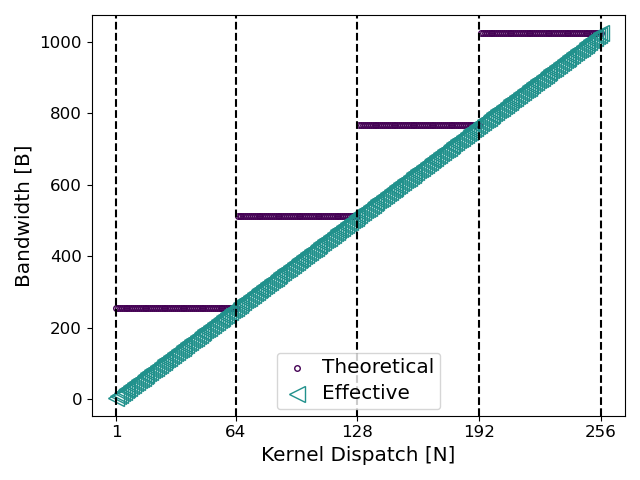 1000
800
600
400
200
0
Bandwidth [B]
Theoretical
Effective
1 64 128 192 256
Kernel Dispatch [N]